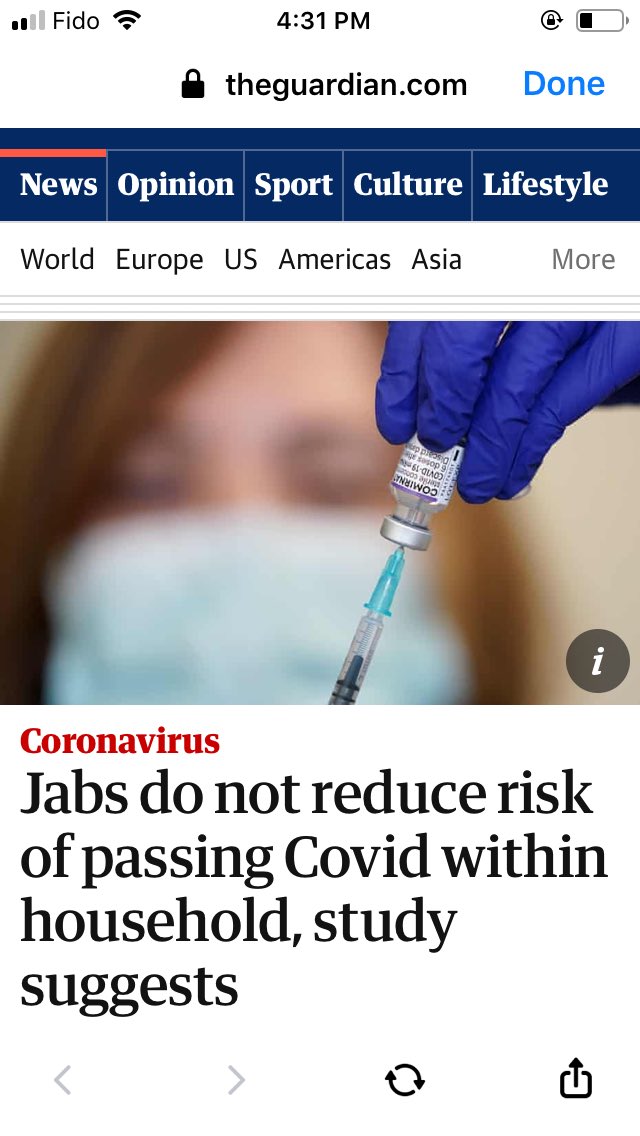 Fido 4:31 PM
theguardian.com Done
News Opinion Sport Culture Lifestyle
World Europe US Americas Asia More
i
Coronavirus
Jabs do not reduce risk
of passing Covid within
household, study
suggests